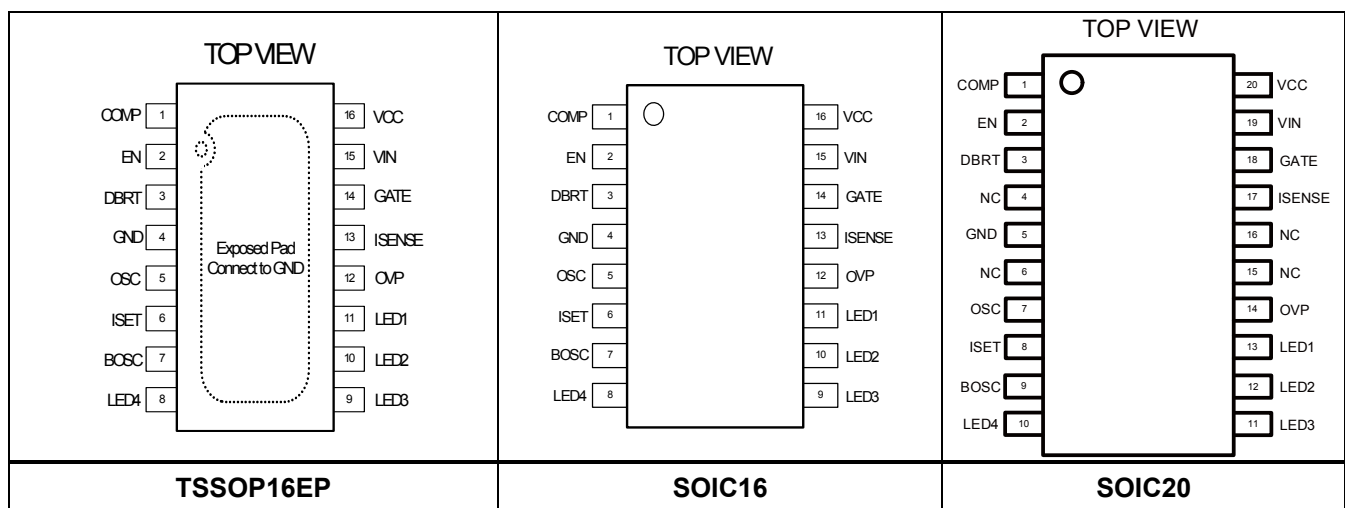 TOP VIEW
COMP 1
EN 2
DBRT 3
GND 4
OSC 5
ISET 6
BOSC 7
LED4 8
Exposed Pad
Connect to GND
16 VCC
15 VIN
14 GATE
13 ISENSE
12 OVP
11 LED1
10 LED2
9 LED3
TSSOP16EP
TOP VIEW
COMP 1
EN 2
DBRT 3
GND 4
OSC 5
ISET 6
BOSC 7
LED4 8
16 VCC
15 VIN
14 GATE
13 ISENSE
12 OVP
11 LED1
10 LED2
9 LED3
SOIC16
TOP VIEW
COMP 1
EN 2
DBRT 3
NC 4
GND 5
NC 6
OSC 7
ISET 8
BOSC 9
LED4 10
20 VCC
19 VIN
18 GATE
17 ISENSE
16 NC
15 NC
14 OVP
13 LED1
12 LED2
11 LED3
SOIC20